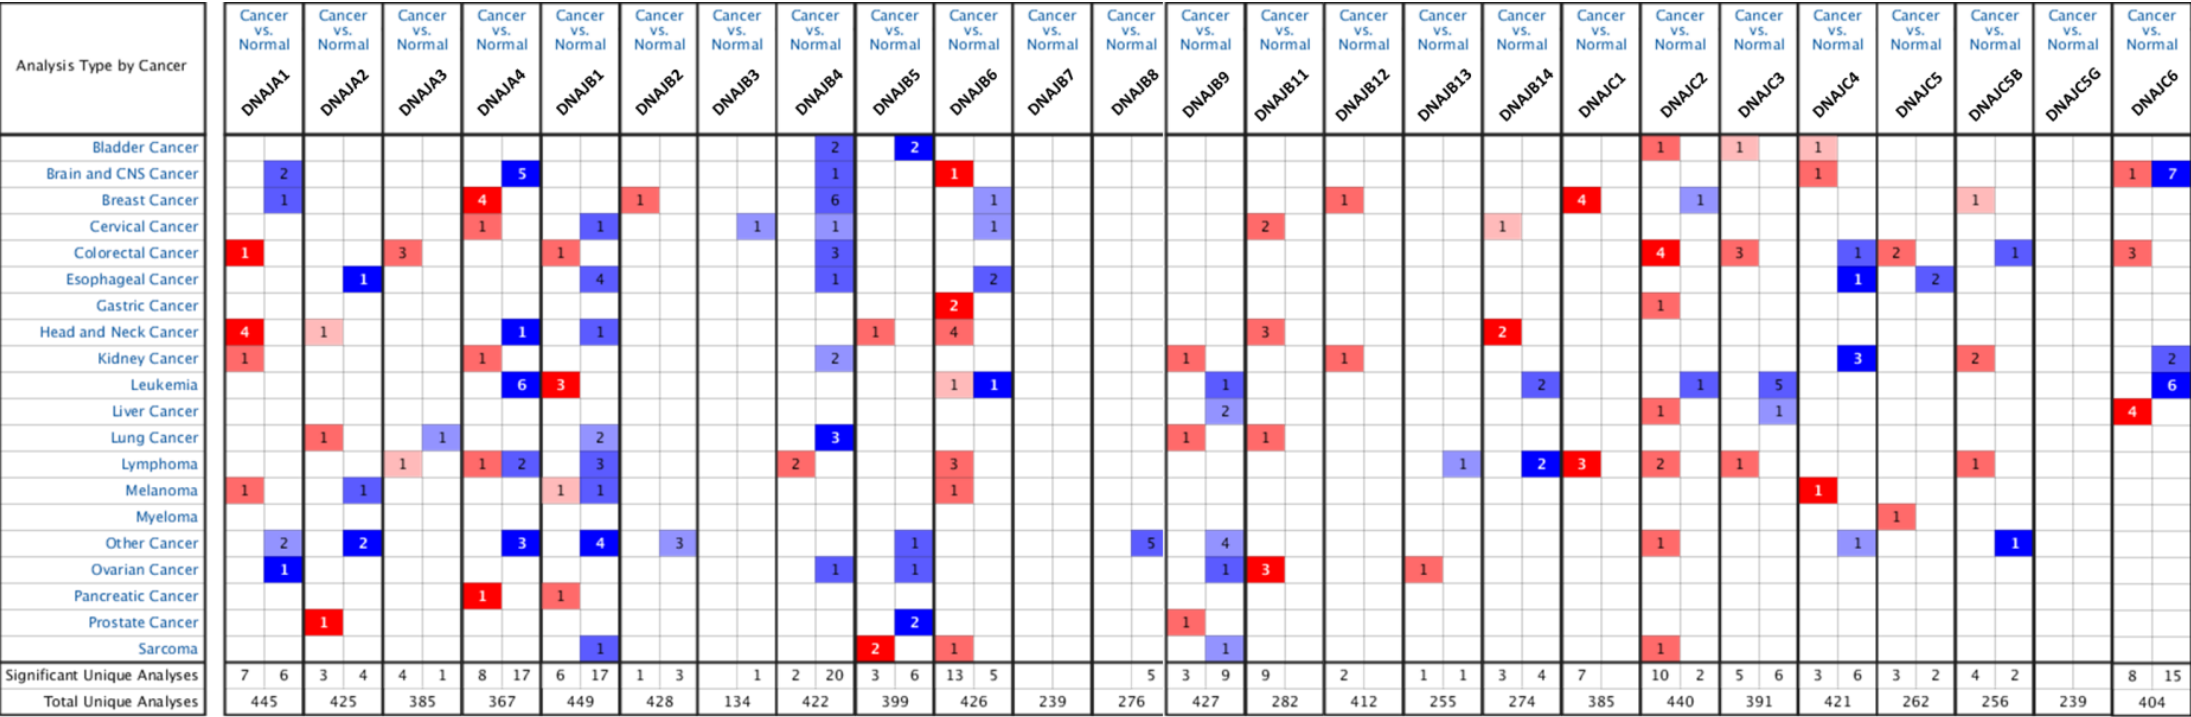 Cancer Cancer Cancer Cancer Cancer Cancer Cancer Cancer Cancer Cancer Cancer Cancer Cancer Cancer Cancer Cancer Cancer Cancer Cancer Cancer Cancer Cancer Cancer Cancer Cancer
vs. vs. vs. vs. vs. vs. vs. vs. vs. vs. vs. vs. vs. vs. vs. vs. vs. vs. vs. vs. vs. vs. vs. vs. vs.
Normal Normal Normal Normal Normal Normal Normal Normal Normal Normal Normal Normal Normal Normal Normal Normal Normal Normal Normal Normal Normal Normal Normal Normal Normal
Analysis Type by Cancer
DNAJA1 DNAJA2 DNAJA3 DNAJA4 DNAJB1 DNAJB2 DNAJB3 DNAJB4 DNAJB5 DNAJB6 DNAJB7 DNAJB8 DNAJB9 DNAJB11 DNAJB12 DNAJB13 DNAJB14 DNAJC1 DNAJC2 DNAJC3 DNAJC4 DNAJC5 DNAJC5B DNAJC5G DNAJC6
Bladder Cancer 2 2 1 1 1
Brain and CNS Cancer 2 5 1 1 1 1 7
Breast Cancer 1 4 1 6 1 1 4 1 1
Cervical Cancer 1 1 1 1 1 2 1
Colorectal Cancer 1 3 1 3 4 3 1 2 1 3
Esophageal Cancer 1 4 1 2 1 2
Gastric Cancer 2 1
Head and Neck Cancer 4 1 1 1 1 4 3 2
Kidney Cancer 1 1 2 1 1 3 2 2
Leukemia 6 3 1 1 1 2 1 5 6
Liver Cancer 2 1 1 4
Lung Cancer 1 1 2 3 1 1
Lymphoma 1 1 2 3 2 3 1 2 3 2 1 1
Melanoma 1 1 1 1 1 1
Myeloma 1
Other Cancer 2 2 3 4 3 1 5 4 1 1 1
Ovarian Cancer 1 1 1 1 3 1
Pancreatic Cancer 1 1
Prostate Cancer 1 2 1
Sarcoma 1 2 1 1 1
Significant Unique Analyses 7 6 3 4 4 1 8 17 6 17 1 3 1 2 20 3 6 13 5 5 3 9 9 2 1 1 3 4 7 10 2 5 6 3 6 3 2 4 2 8 15
Total Unique Analyses 445 425 385 367 449 428 134 422 399 426 239 276 427 282 412 255 274 385 440 391 421 262 256 239 404